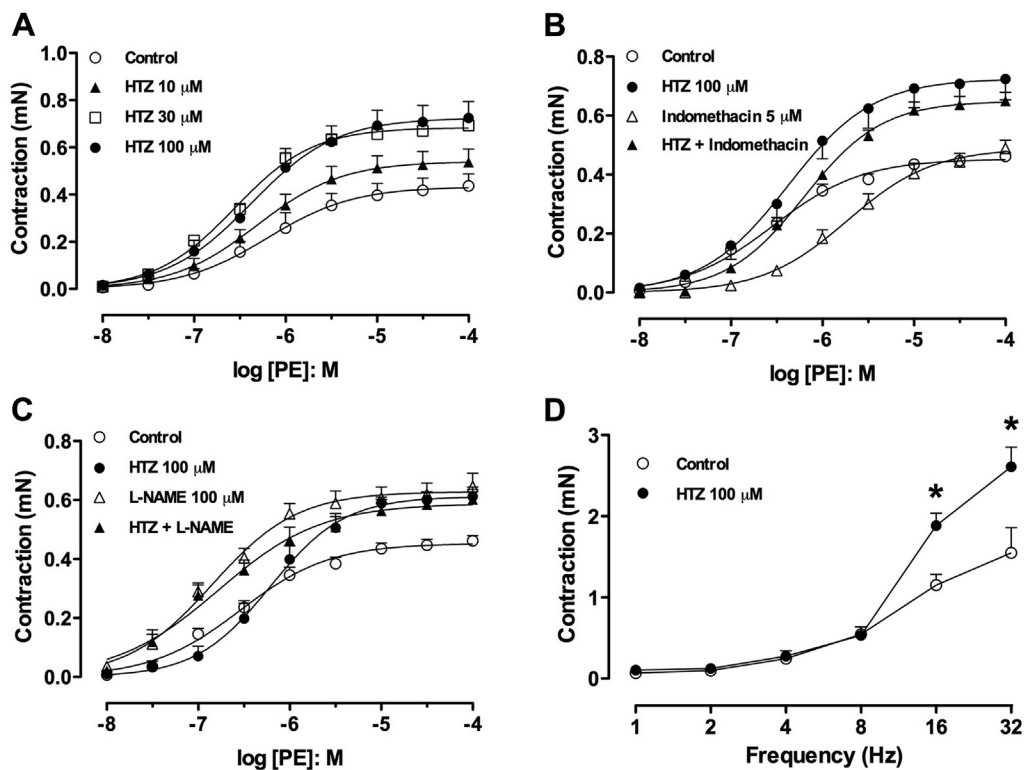 A
Control
HTZ 10 μM
HTZ 30 μM
HTZ 100 μM
Contraction (mN)
1.0
0.8
0.6
0.4
0.2
0.0
-8 -7 -6 -5 -4
log [PE]: M
B
Control
HTZ 100 μM
Indomethacin 5 μM
HTZ + Indomethacin
Contraction (mN)
0.8
0.6
0.4
0.2
0.0
-8 -7 -6 -5 -4
log [PE]: M
C
Control
HTZ 100 μM
L-NAME 100 μM
HTZ + L-NAME
Contraction (mN)
0.8
0.6
0.4
0.2
0.0
-8 -7 -6 -5 -4
log [PE]: M
D
Control
HTZ 100 μM
* *
Contraction (mN)
3
2
1
0
1 2 4 8 16 32
Frequency (Hz)